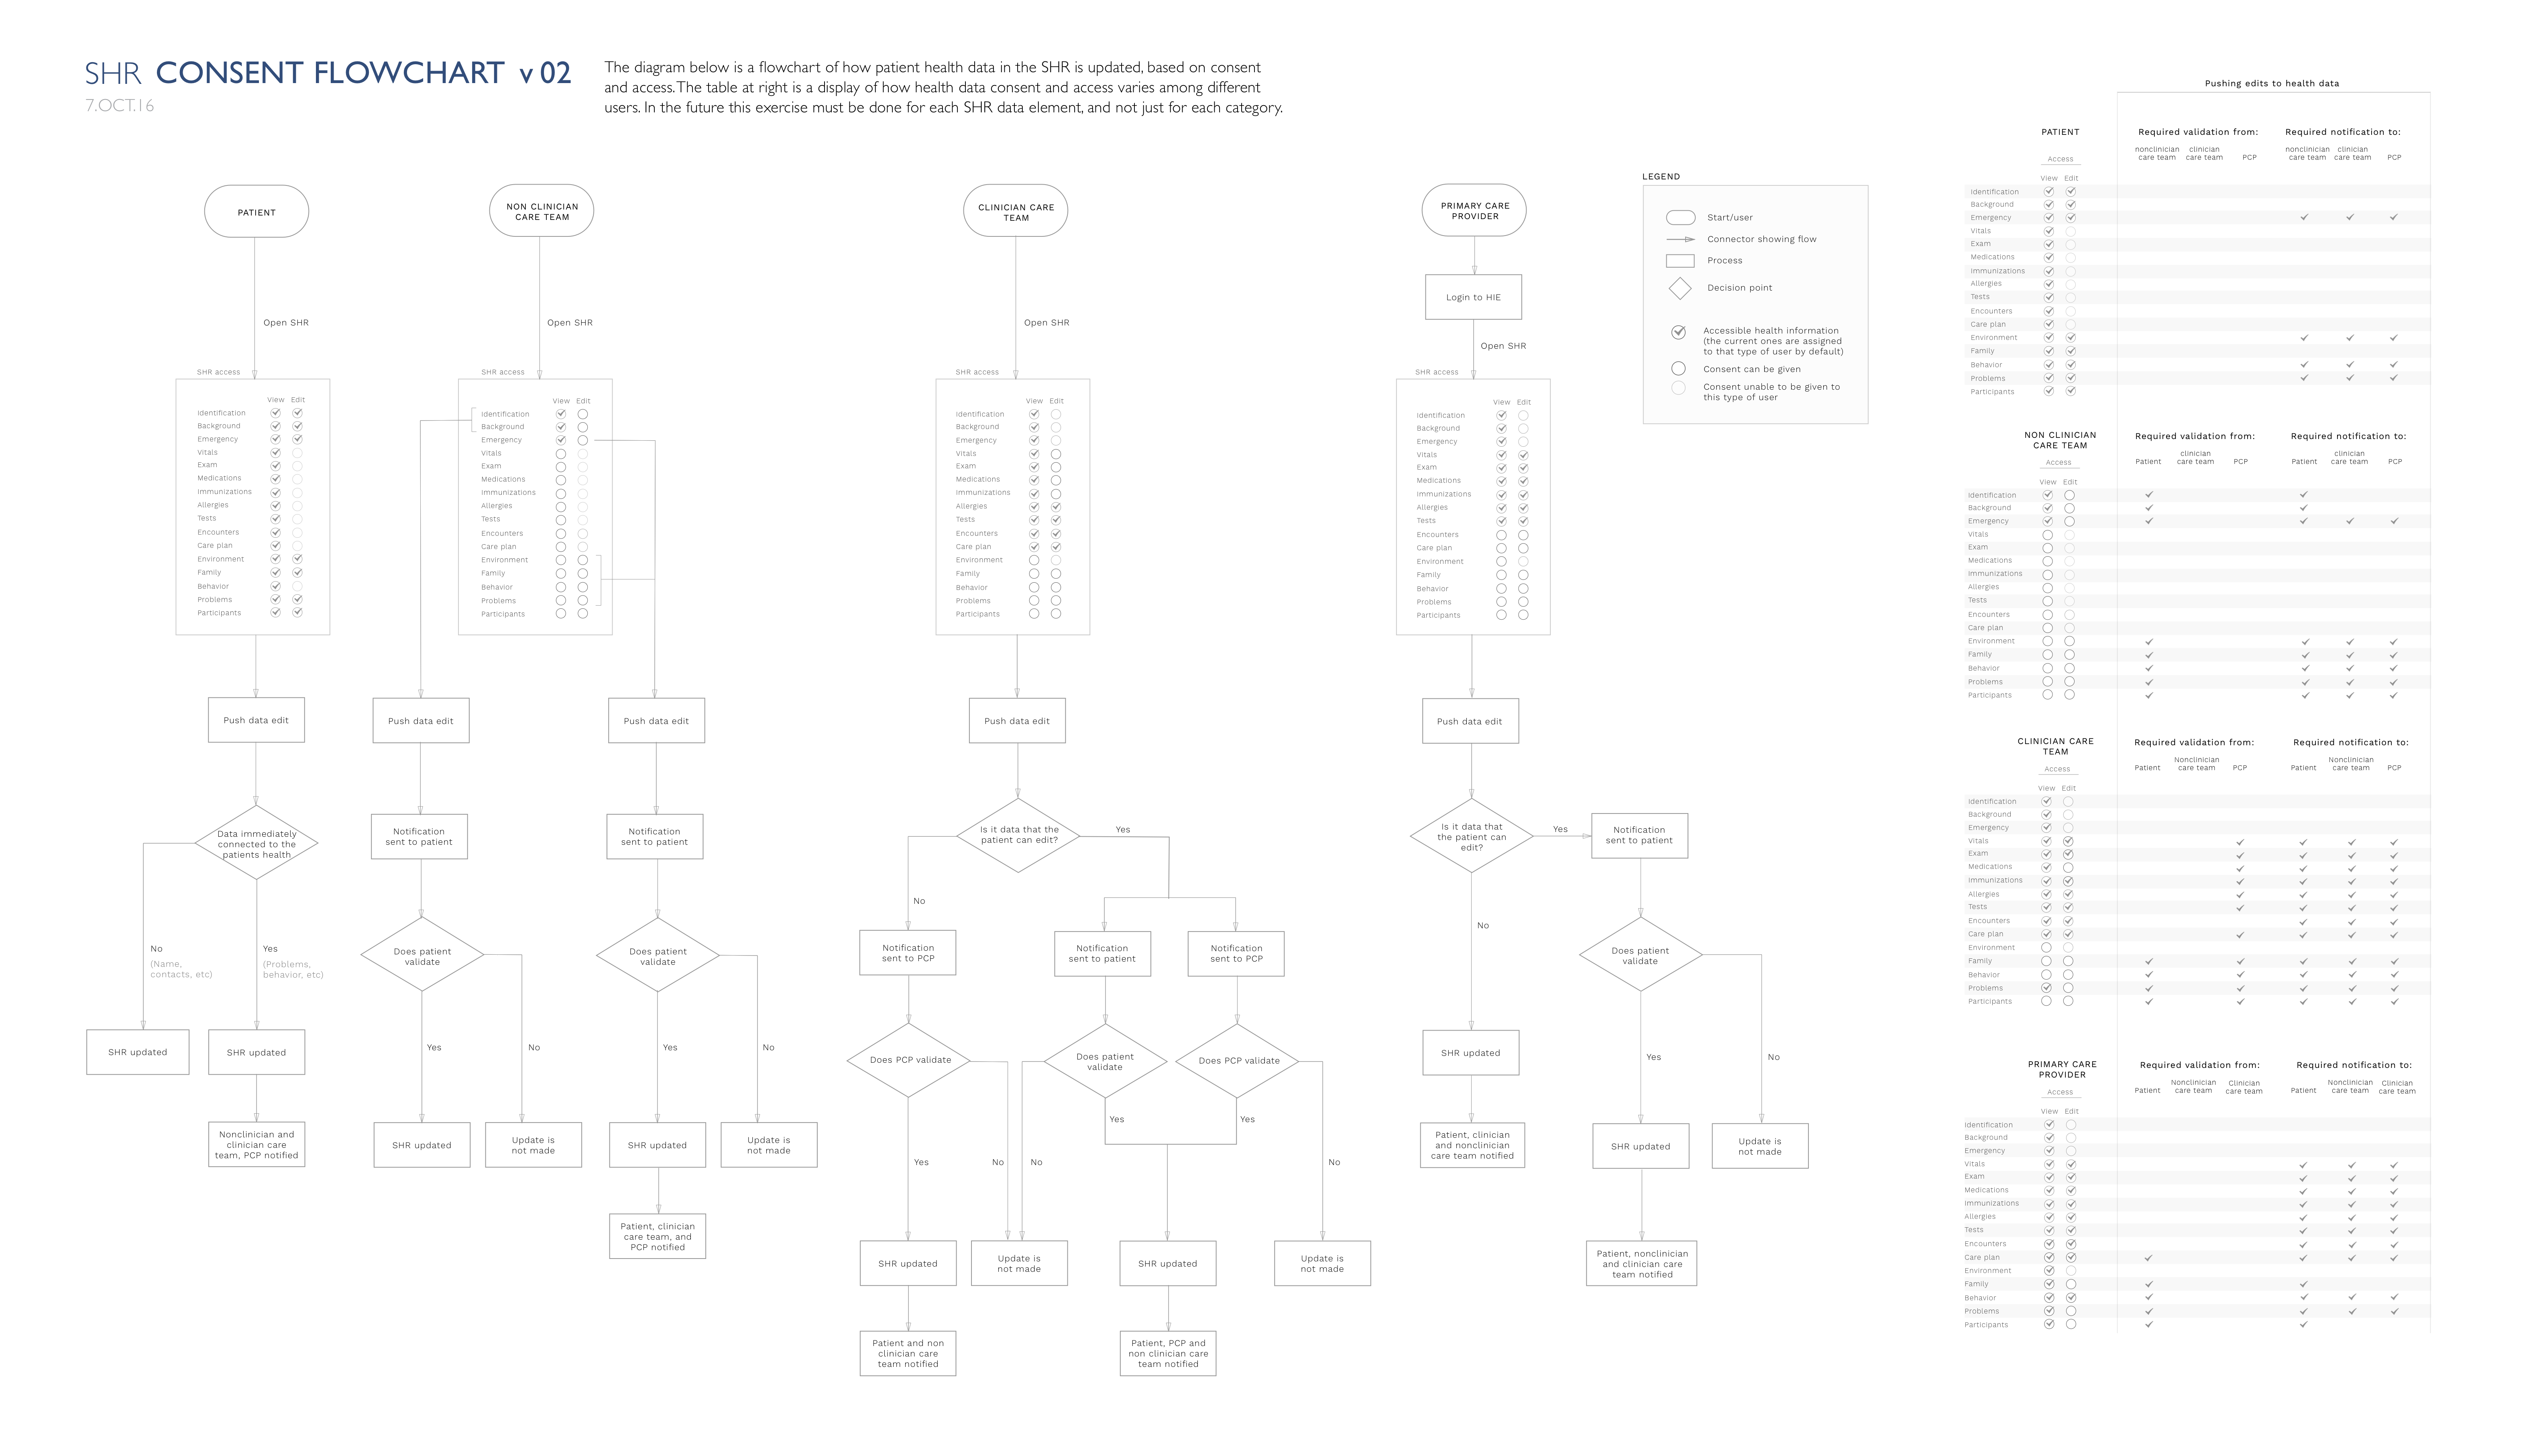 SHR CONSENT FLOWCHART v 02
7.OCT.16
The diagram below is a flowchart of how patient health data in the SHR is updated, based on consent
and access. The table at right is a display of how health data consent and access varies among different
users. In the future this exercise must be done for each SHR data element, and not just for each category.
PATIENT
Open SHR
SHR access
View Edit
Identification
Background
Emergency
Vitals
Exam
Medications
Immunizations
Allergies
Tests
Encounters
Care plan
Environment
Family
Behavior
Problems
Participants
Push data edit
Data immediately
connected to the
patients health
No
(Name,
contacts, etc)
Yes
(Problems,
behavior, etc)
SHR updated
SHR updated
Nonclinician and
clinician care
team, PCP notified
NON CLINICIAN
CARE TEAM
Open SHR
SHR access
View Edit
Identification
Background
Emergency
Vitals
Exam
Medications
Immunizations
Allergies
Tests
Encounters
Care plan
Environment
Family
Behavior
Problems
Participants
Push data edit
Notification
sent to patient
Does patient
validate
Yes
No
SHR updated
Update is
not made
Push data edit
Notification
sent to patient
Does patient
validate
Yes
No
SHR updated
Update is
not made
Patient, clinician
care team, and
PCP notified
CLINICIAN CARE
TEAM
Open SHR
SHR access
View Edit
Identification
Background
Emergency
Vitals
Exam
Medications
Immunizations
Allergies
Tests
Encounters
Care plan
Environment
Family
Behavior
Problems
Participants
Push data edit
Is it data that the
patient can edit?
Yes
No
Notification
sent to PCP
Notification
sent to patient
Notification
sent to PCP
Does PCP validate
Does patient
validate
Does PCP validate
Yes
Yes
Yes
No
No
No
SHR updated
Update is
not made
SHR updated
Update is
not made
Patient and non
clinician care
team notified
Patient, PCP and
non clinician care
team notified
PRIMARY CARE
PROVIDER
Login to HIE
Open SHR
SHR access
View Edit
Identification
Background
Emergency
Vitals
Exam
Medications
Immunizations
Allergies
Tests
Encounters
Care plan
Environment
Family
Behavior
Problems
Participants
Push data edit
Is it data that
the patient can
edit?
Yes
Notification
sent to patient
No
Does patient
validate
SHR updated
Yes
No
Patient, clinician
and nonclinician
care team notified
SHR updated
Update is
not made
Patient, nonclinician
and clinician care
team notified
LEGEND
Start/user
Connector showing flow
Process
Decision point
Accessible health information
(the current ones are assigned
to that type of user by default)
Consent can be given
Consent unable to be given to
this type of user
Pushing edits to health data
PATIENT
Required validation from:
Required notification to:
nonclinician clinician
care team care team PCP
nonclinician clinician
care team care team PCP
Access
View Edit
Identification
Background
Emergency
Vitals
Exam
Medications
Immunizations
Allergies
Tests
Encounters
Care plan
Environment
Family
Behavior
Problems
Participants
NON CLINICIAN
CARE TEAM
Required validation from:
Required notification to:
clinician
Patient care team PCP
clinician
Patient care team PCP
Access
View Edit
Identification
Background
Emergency
Vitals
Exam
Medications
Immunizations
Allergies
Tests
Encounters
Care plan
Environment
Family
Behavior
Problems
Participants
CLINICIAN CARE
TEAM
Required validation from:
Required notification to:
Nonclinician
Patient care team PCP
Nonclinician
Patient care team PCP
Access
View Edit
Identification
Background
Emergency
Vitals
Exam
Medications
Immunizations
Allergies
Tests
Encounters
Care plan
Environment
Family
Behavior
Problems
Participants
PRIMARY CARE
PROVIDER
Required validation from:
Required notification to:
Nonclinician Clinician
Patient care team care team
Nonclinician Clinician
Patient care team care team
Access
View Edit
Identification
Background
Emergency
Vitals
Exam
Medications
Immunizations
Allergies
Tests
Encounters
Care plan
Environment
Family
Behavior
Problems
Participants